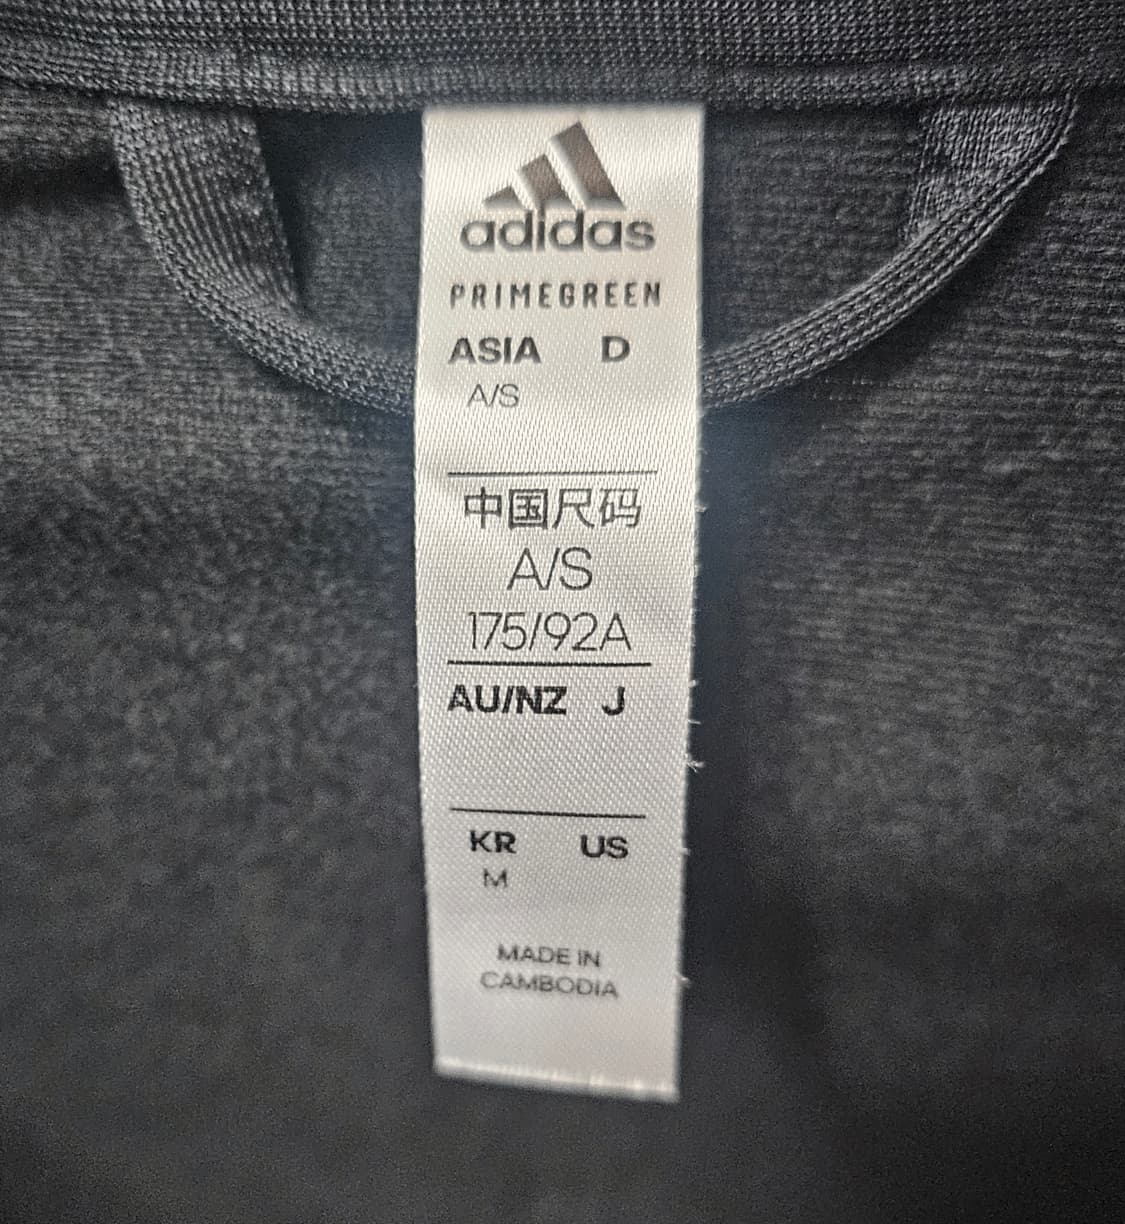 adidas
PRIMEGREEN
ASIA D
A/S
中国尺码
A/S
175/92A
AU/NZ J
KR US
M
MADE IN
CAMBODIA